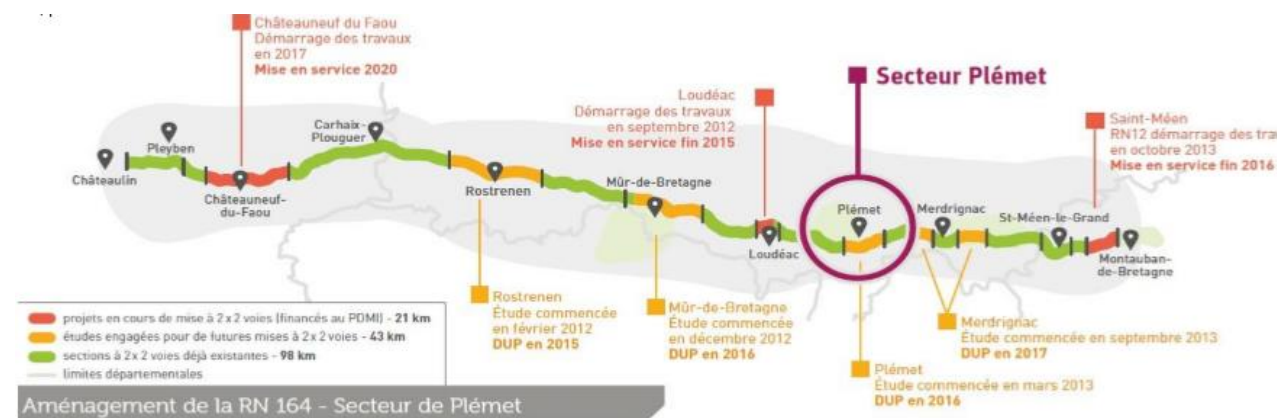 Châteauneuf du Faou
Démarrage des travaux
en 2017
Mise en service 2020
Loudéac
Démarrage des travaux
en septembre 2012
Mise en service fin 2015
Secteur Plémet
Saint-Méen
RN12 démarrage des tra
en octobre 2013
Mise en service fin 2016
Châteaulin
Pleyben
Châteauneuf-
du-Faou
Carhaix-
Plouguer
Rostrenen
Mûr-de-Bretagne
Loudéac
Plémet
Merdrignac
St-Méen-le-Grand
Montauban-
de-Bretagne
Rostrenen
Étude commencée
en février 2012
DUP en 2015
Mûr-de-Bretagne
Étude commencée
en décembre 2012
DUP en 2016
Plémet
Étude commencée en mars 2013
DUP en 2016
Merdrignac
Étude commencée en septembre 2013
DUP en 2017
projets en cours de mise à 2x2 voies (financés au PDMI) - 21 km
études engagées pour de futures mises à 2x2 voies - 43 km
sections à 2x2 voies déjà existantes - 98 km
limites départementales
Aménagement de la RN 164 - Secteur de Plémet